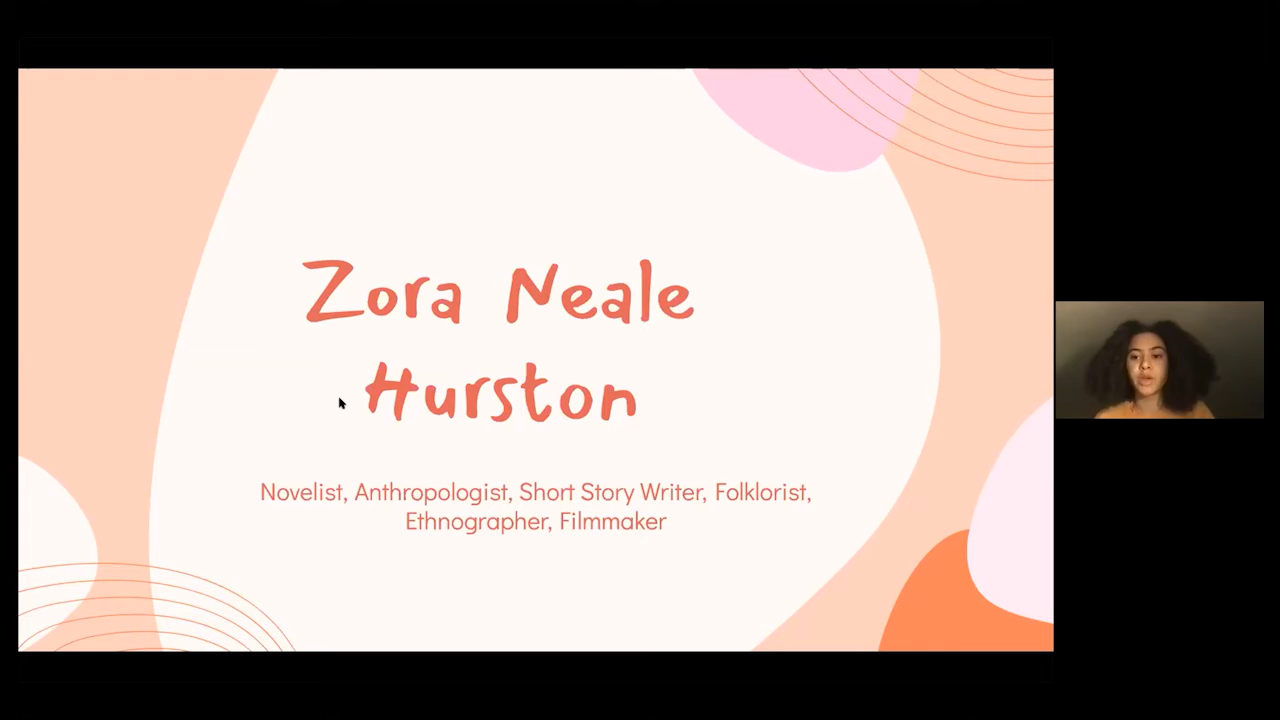 Zora Neale
Hurston
Novelist, Anthropologist, Short Story Writer, Folklorist,
Ethnographer, Filmmaker